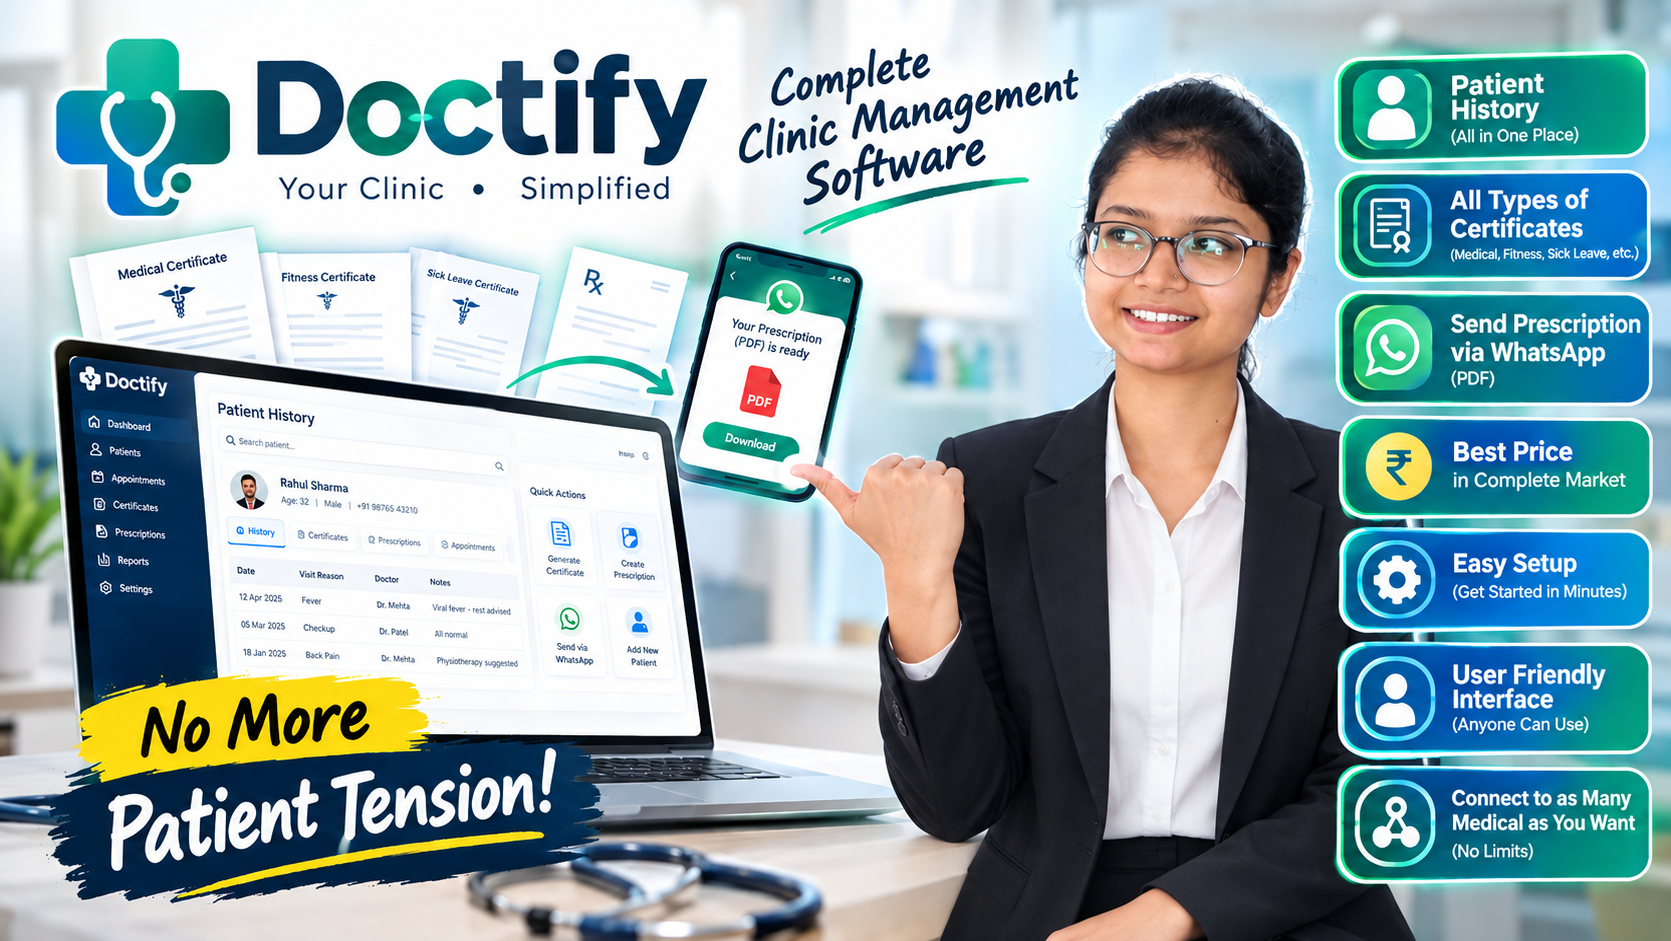 Doctify
Your Clinic • Simplified
Complete
Clinic Management
Software
Medical Certificate
Fitness Certificate
Sick Leave Certificate
Rx
Your Prescription
(PDF) is ready
PDF
Download
Doctify
Dashboard
Patients
Appointments
Certificates
Prescriptions
Reports
Settings
Patient History
Search patient...
Rahul Sharma
Age: 32 | Male | +91 98765 43210
History Certificates Prescriptions Appointments
Date Visit Reason Doctor Notes
12 Apr 2025 Fever Dr. Mehta Viral fever - rest advised
05 Mar 2025 Checkup Dr. Patel All normal
18 Jan 2025 Back Pain Dr. Mehta Physiotherapy suggested
Quick Actions
Generate
Certificate
Create
Prescription
Send via
WhatsApp
Add New
Patient
No More
Patient Tension!
Patient
History
(All in One Place)
All Types of
Certificates
(Medical, Fitness, Sick Leave, etc.)
Send Prescription
via WhatsApp
(PDF)
₹
Best Price
in Complete Market
Easy Setup
(Get Started in Minutes)
User Friendly
Interface
(Anyone Can Use)
Connect to as Many
Medical as You Want
(No Limits)